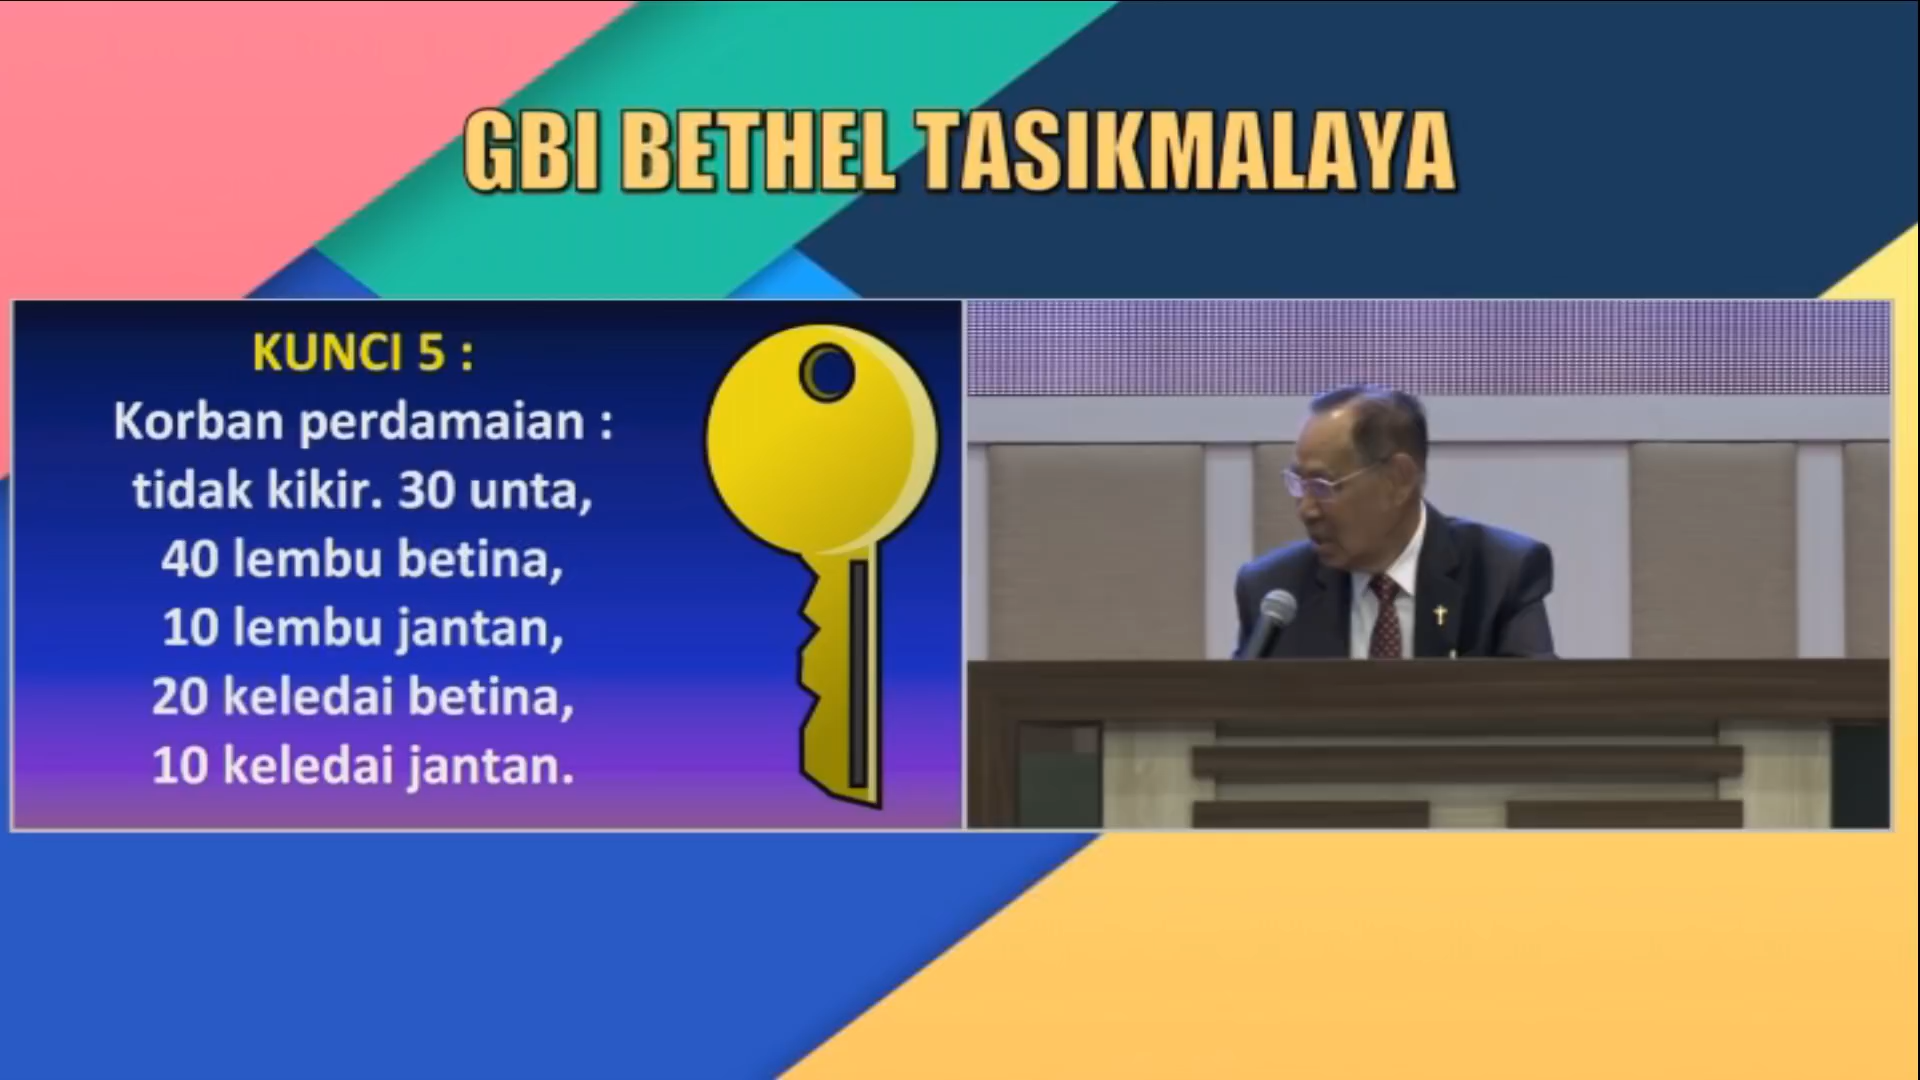 GBI BETHEL TASIKMALAYA
KUNCI 5 :
Korban perdamaian :
tidak kikir. 30 unta,
40 lembu betina,
10 lembu jantan,
20 keledai betina,
10 keledai jantan.